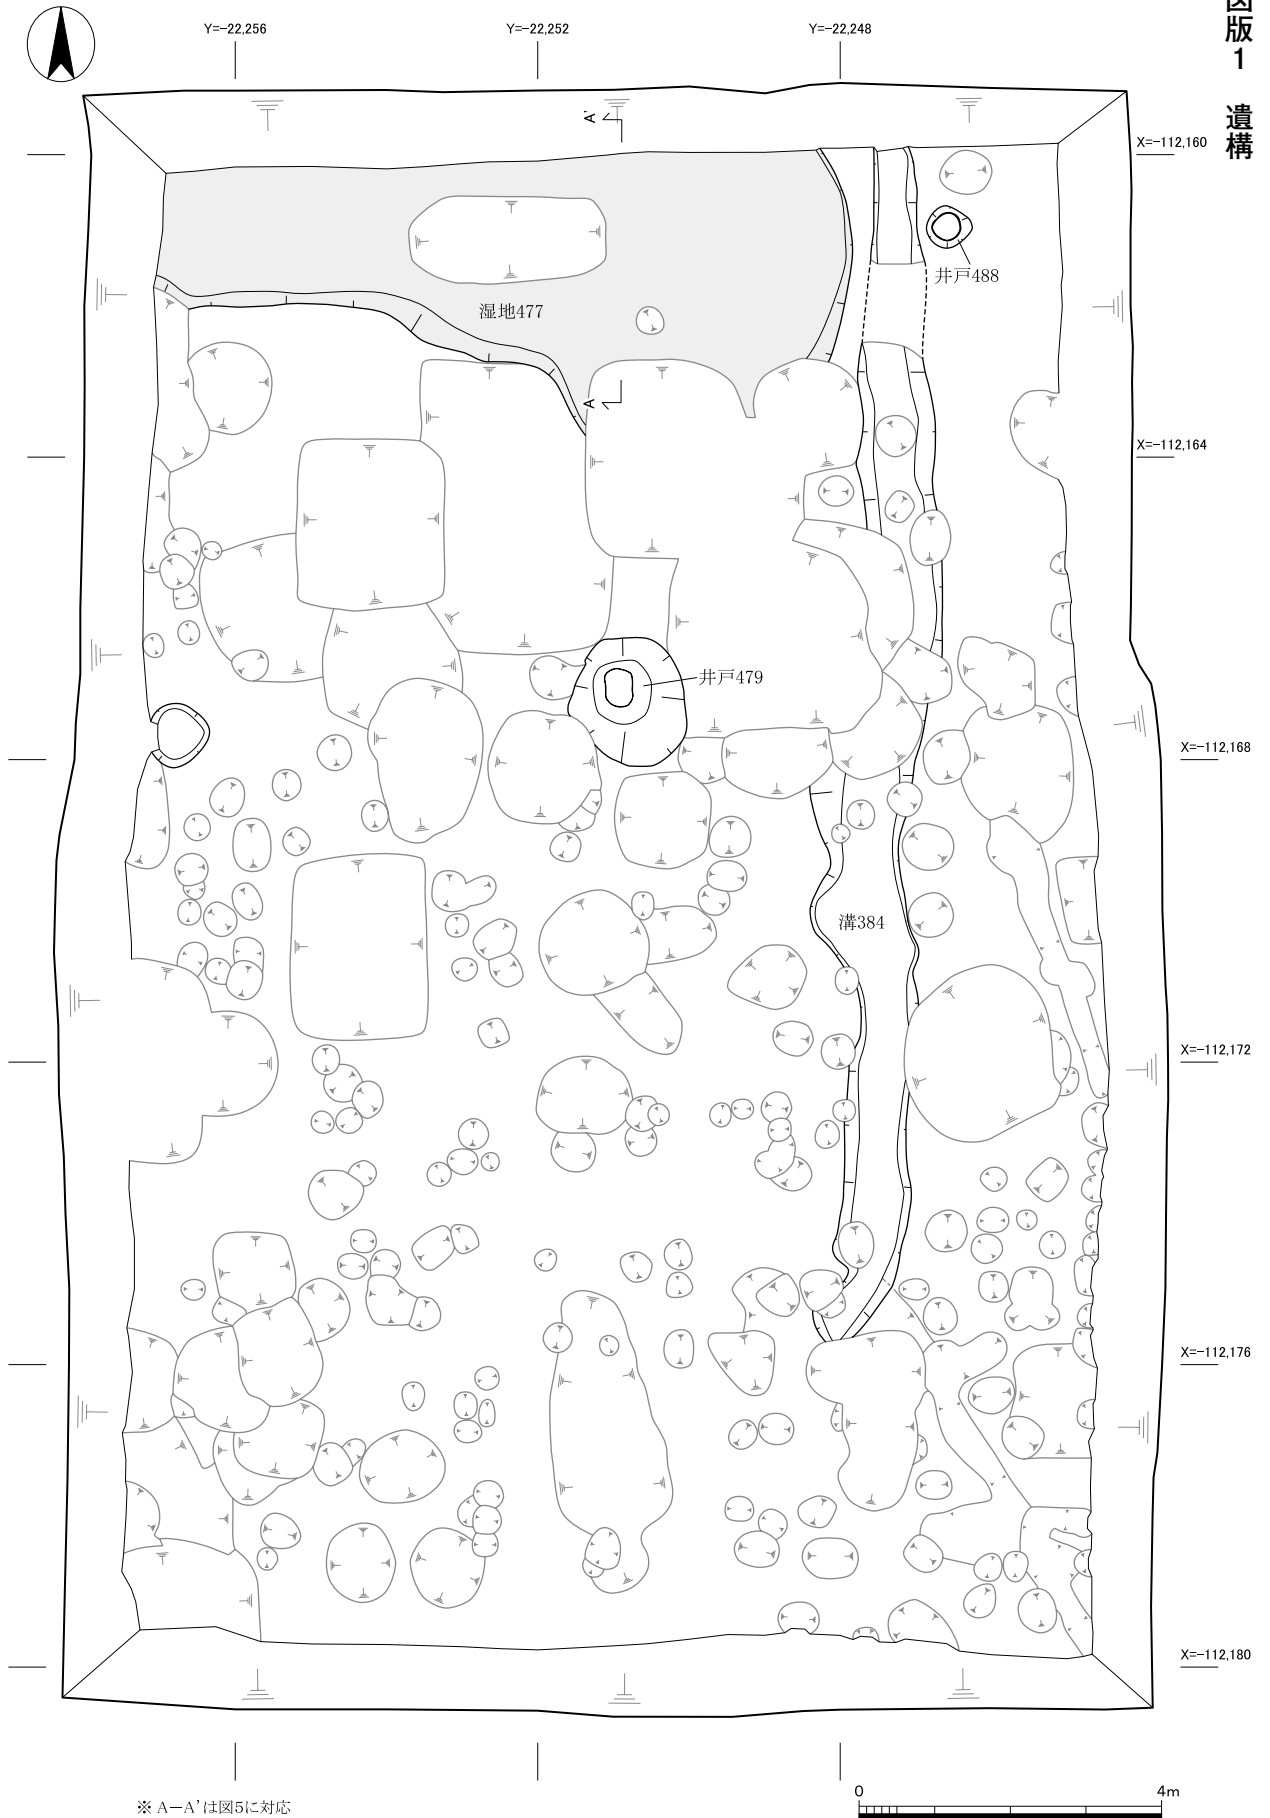 図版1 遺構
Y=-22,256
Y=-22,252
Y=-22,248
A'
X=-112,160
井戸488
湿地477
A
X=-112,164
井戸479
X=-112,168
溝384
X=-112,172
X=-112,176
X=-112,180
0
4m
※ A-A'は図5に対応